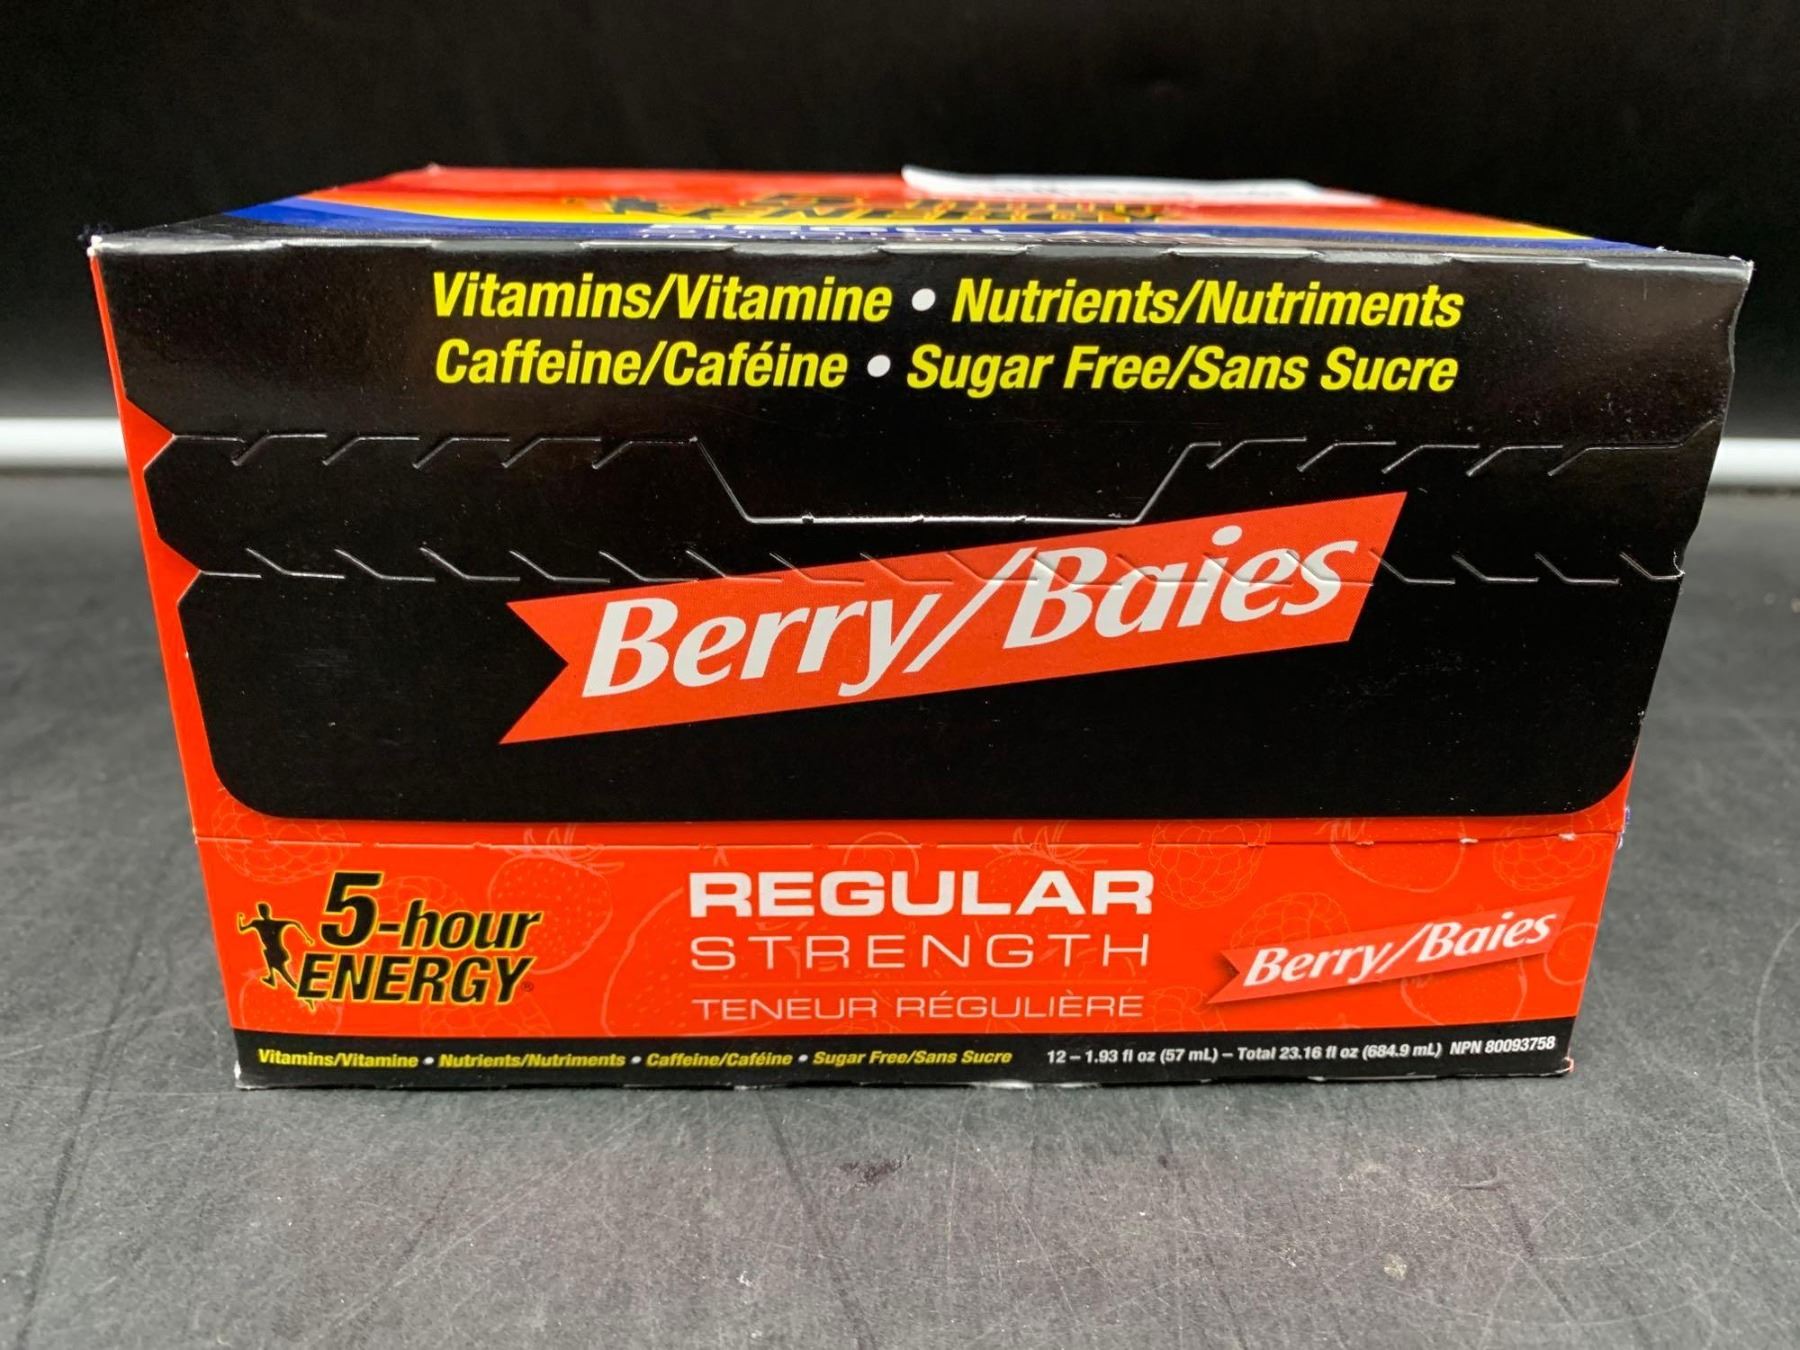 ENERGY
Vitamins/Vitamine • Nutrients/Nutriments
Caffeine/Caféine • Sugar Free/Sans Sucre
Berry/Baies
5-hour
ENERGY®
REGULAR
STRENGTH
TENEUR RÉGULIÈRE
Berry/Baies
Vitamins/Vitamine • Nutrients/Nutriments • Caffeine/Caféine • Sugar Free/Sans Sucre 12 – 1.93 fl oz (57 mL) – Total 23.16 fl oz (684.9 mL) NPN 80093758